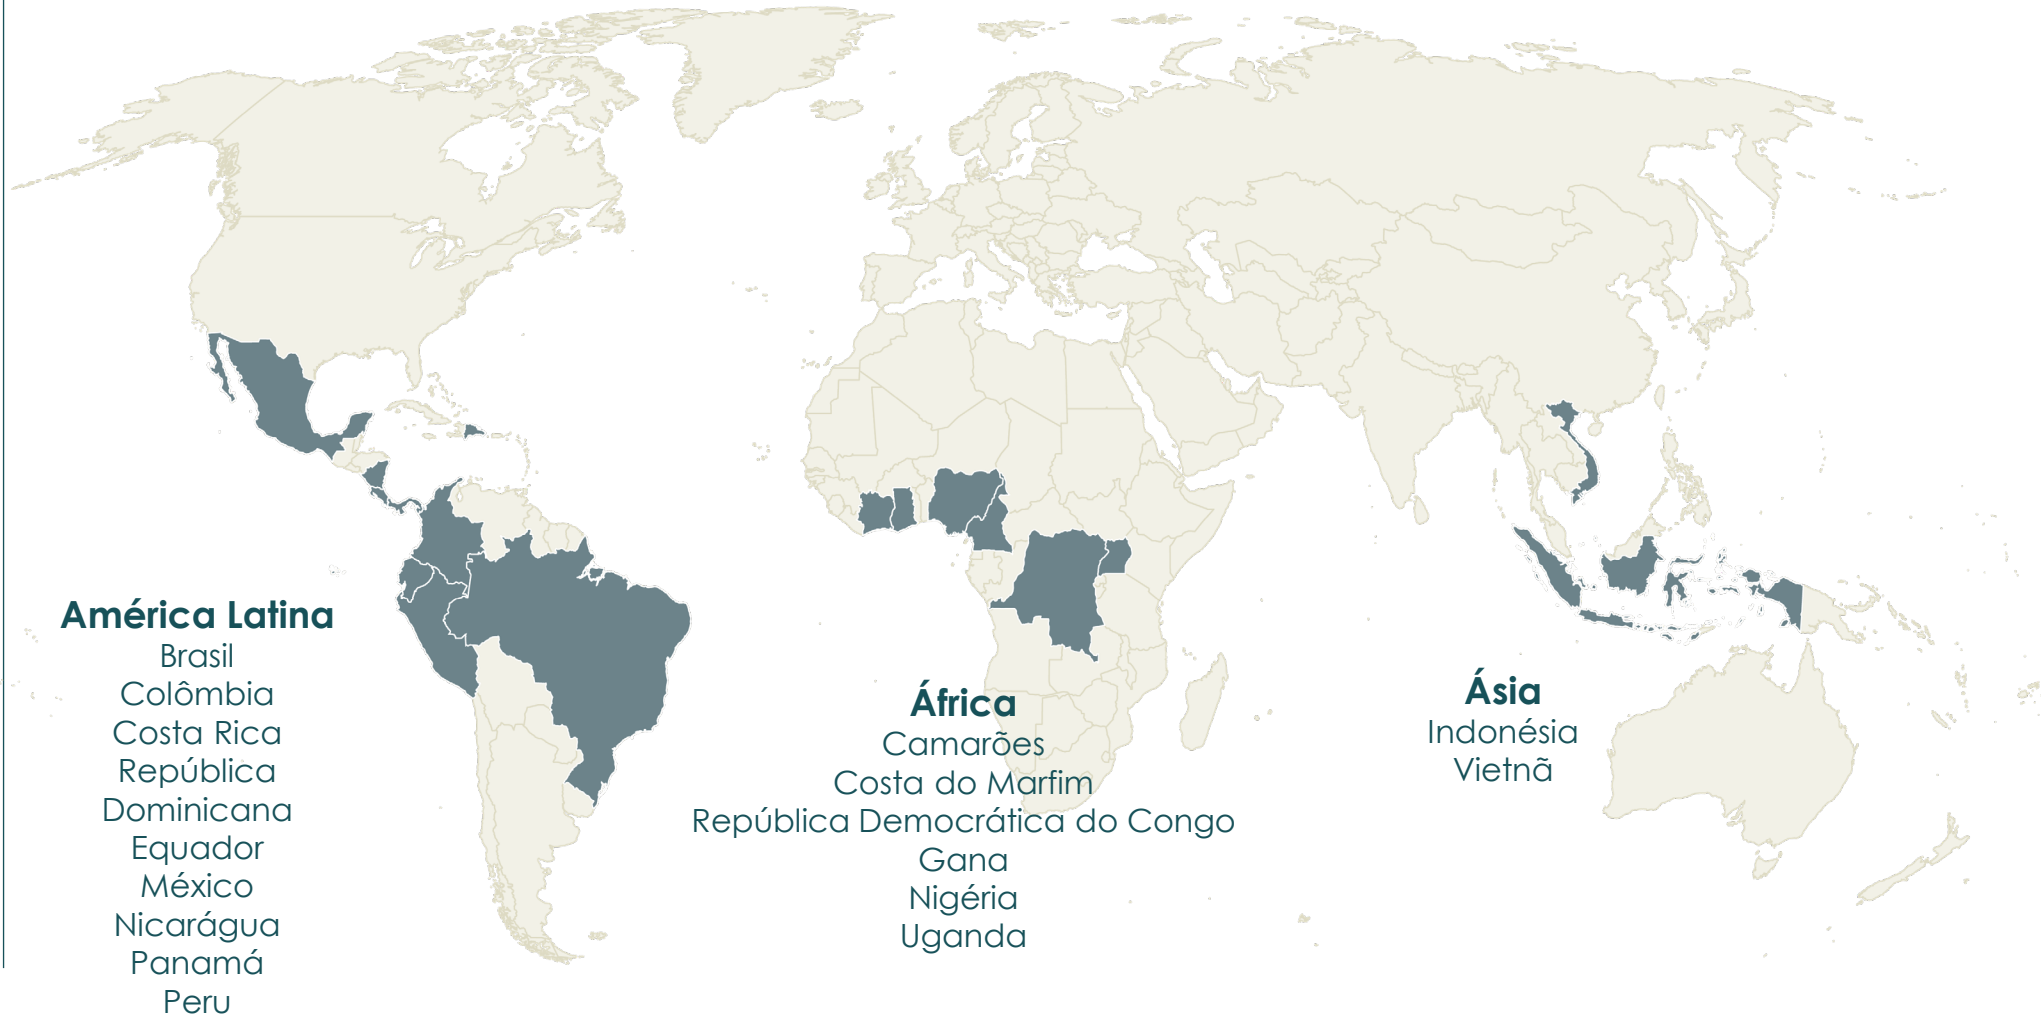 América Latina
Brasil
Colômbia
Costa Rica
República
Dominicana
Equador
México
Nicarágua
Panamá
Peru
África
Camarões
Costa do Marfim
República Democrática do Congo
Gana
Nigéria
Uganda
Ásia
Indonésia
Vietnã